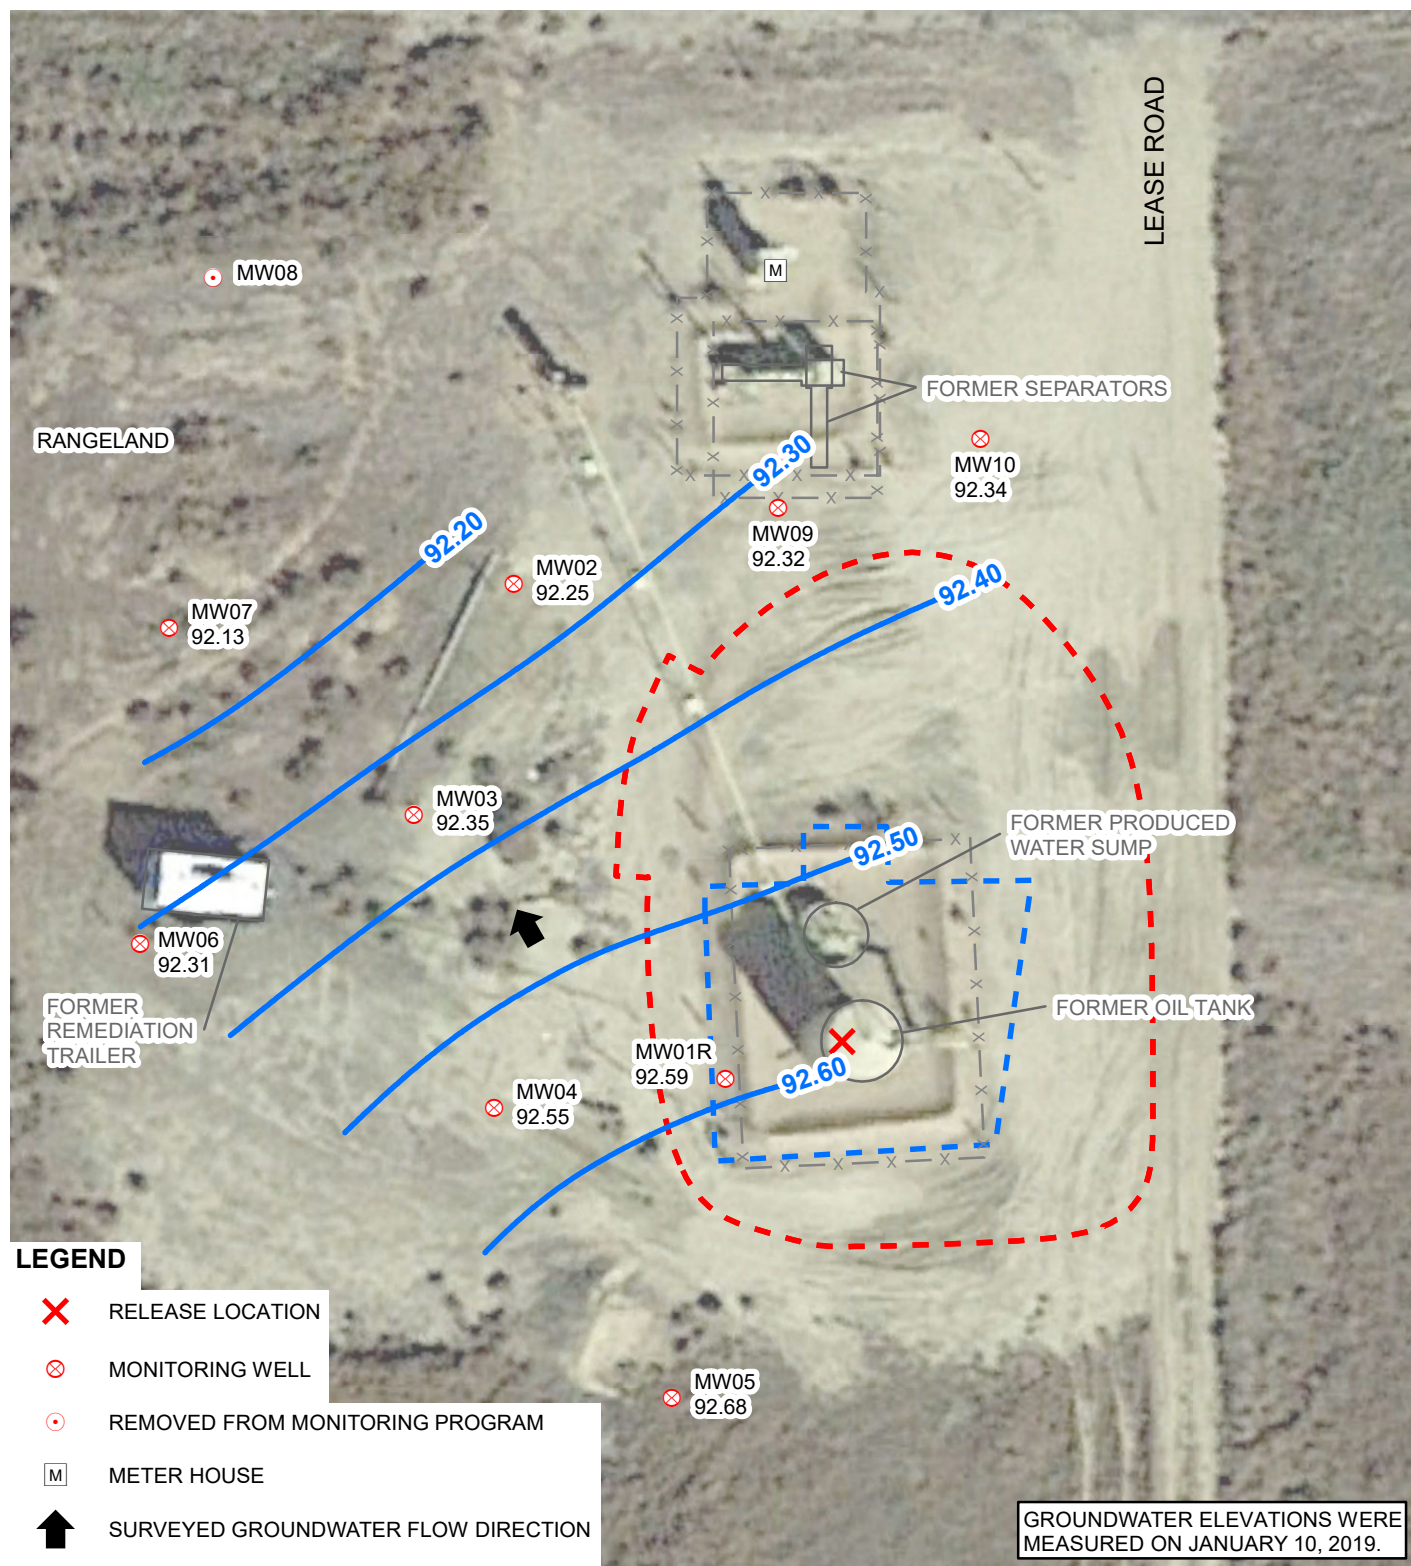 LEASE ROAD
MW08
M
FORMER SEPARATORS
RANGELAND
MW10
92.34
92.30
MW09
92.32
92.20
MW02
92.25
92.40
MW07
92.13
MW03
92.35
FORMER PRODUCED
WATER SUMP
92.50
MW06
92.31
FORMER
REMEDIATION
TRAILER
FORMER OIL TANK
MW01R
92.59
92.60
MW04
92.55
MW05
92.68
LEGEND
RELEASE LOCATION
MONITORING WELL
REMOVED FROM MONITORING PROGRAM
M METER HOUSE
SURVEYED GROUNDWATER FLOW DIRECTION
GROUNDWATER ELEVATIONS WERE
MEASURED ON JANUARY 10, 2019.